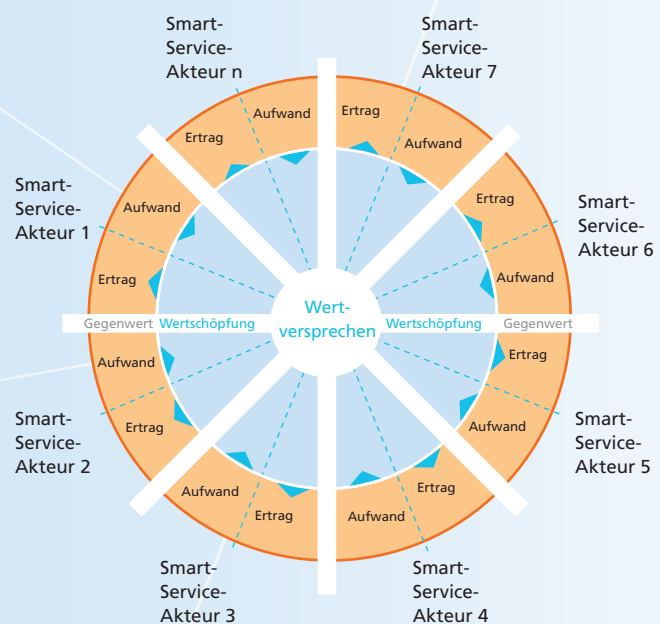 Smart-
Service-
Akteur n
Smart-
Service-
Akteur 7
Aufwand
Ertrag
Ertrag
Aufwand
Smart-
Service-
Akteur 1
Aufwand
Ertrag
Ertrag
Aufwand
Smart-
Service-
Akteur 6
Gegenwert Wertschöpfung
Wert-
versprechen
Wertschöpfung Gegenwert
Aufwand
Ertrag
Ertrag
Aufwand
Smart-
Service-
Akteur 2
Smart-
Service-
Akteur 5
Aufwand
Ertrag
Ertrag
Aufwand
Smart-
Service-
Akteur 3
Smart-
Service-
Akteur 4